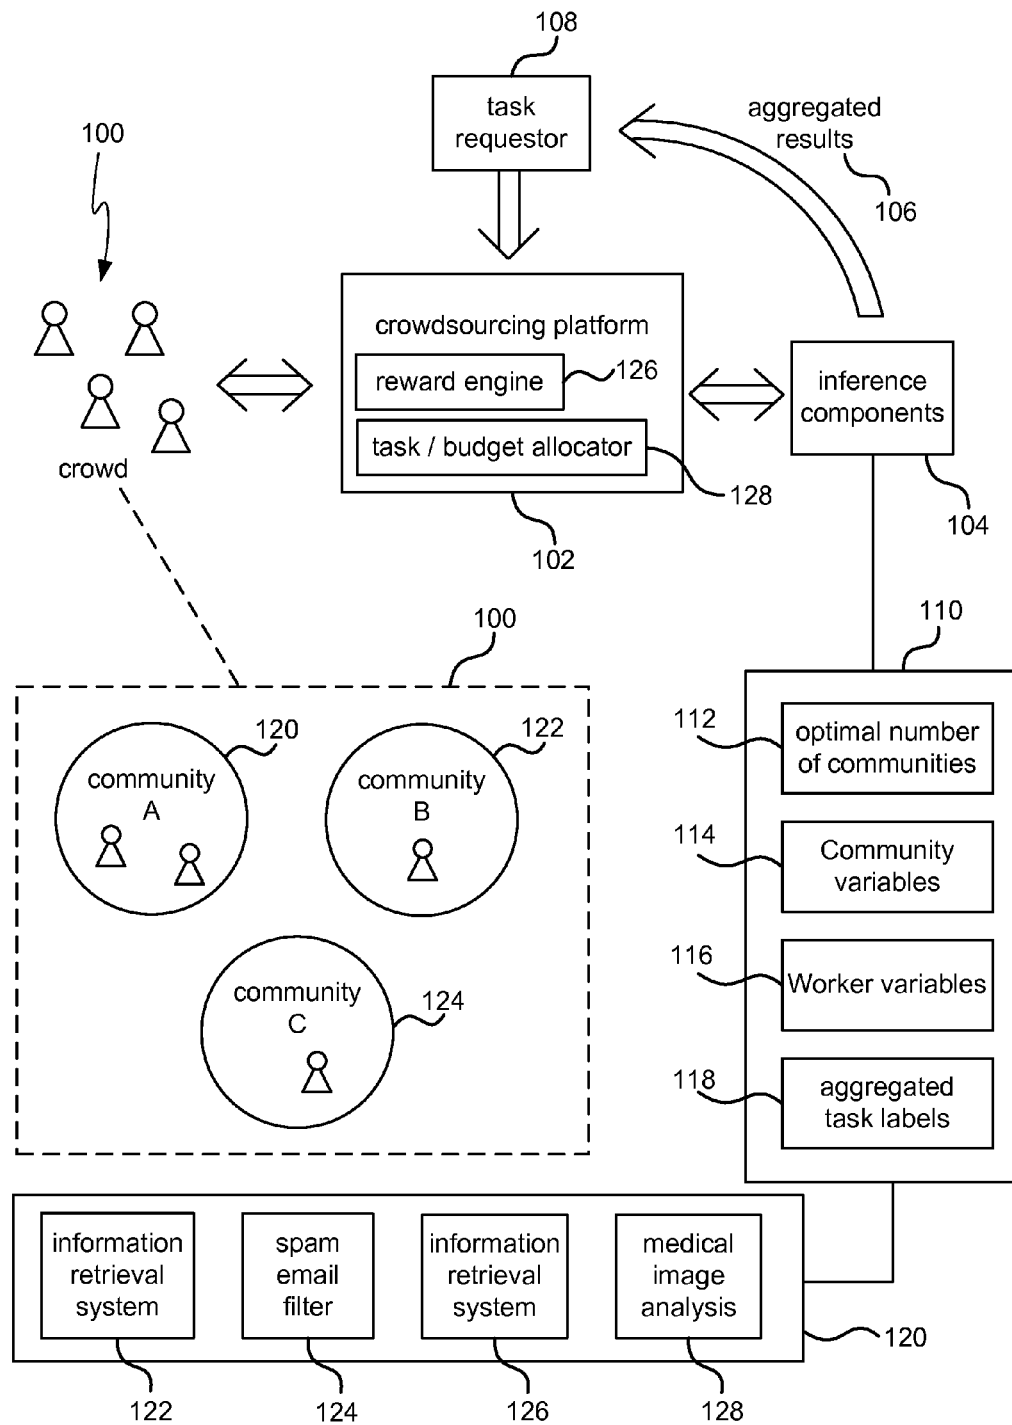 108
task
requestor
aggregated
results
106
100
crowd
crowdsourcing platform
reward engine
126
task / budget allocator
128
102
inference
components
104
100
community
A
120
community
B
122
community
C
124
110
112
optimal number
of communities
114
Community
variables
116
Worker variables
118
aggregated
task labels
information
retrieval
system
spam
email
filter
information
retrieval
system
medical
image
analysis
120
122
124
126
128